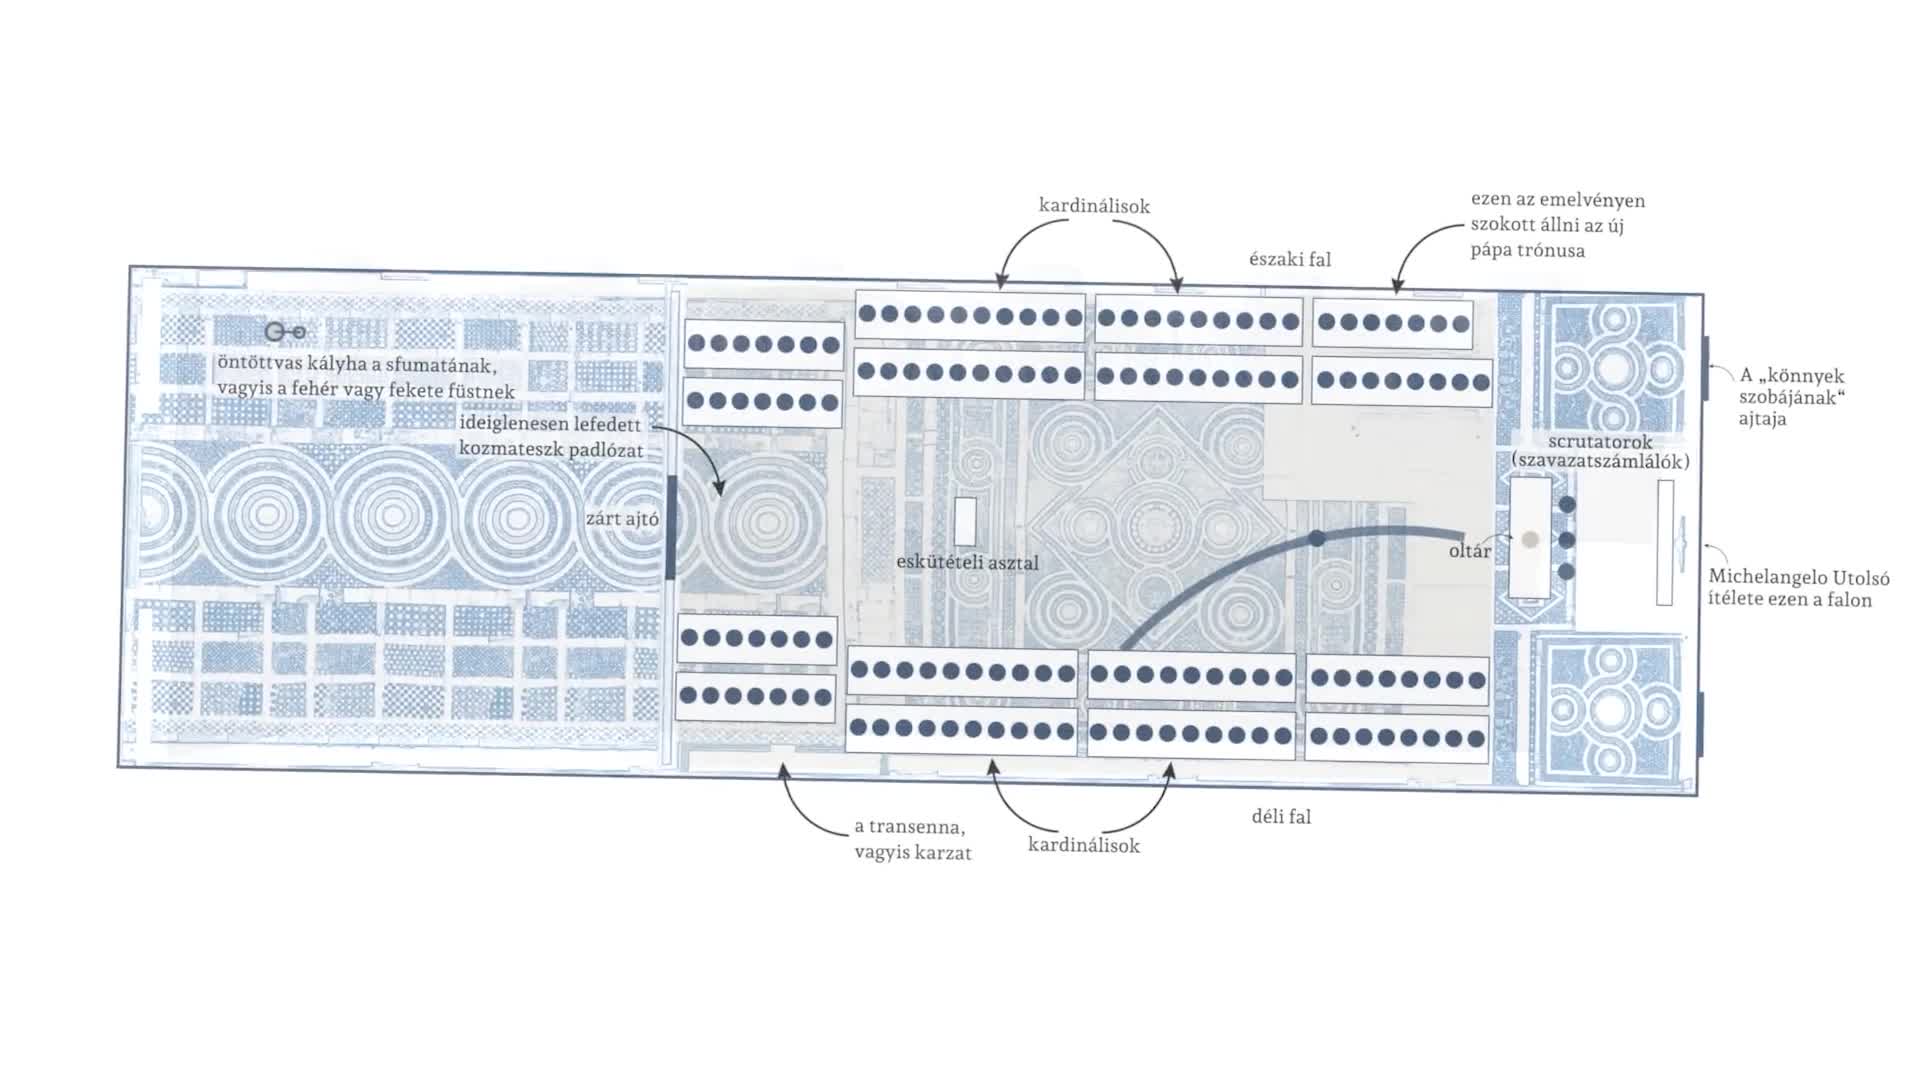 kardinálisok
ezen az emelvényen
szokott állni az új
pápa trónusa
északi fal
öntöttvas kályha a sfumatának,
vagyis a fehér vagy fekete füstnek
ideiglenesen lefedett
kozmateszk padlózat
zárt ajtó
eskütételi asztal
oltár
scrutatorok
(szavazatszámlálók)
A „könnyek
szobájának“
ajtaja
Michelangelo Utolsó
ítélete ezen a falon
a transenna,
vagyis karzat
kardinálisok
déli fal